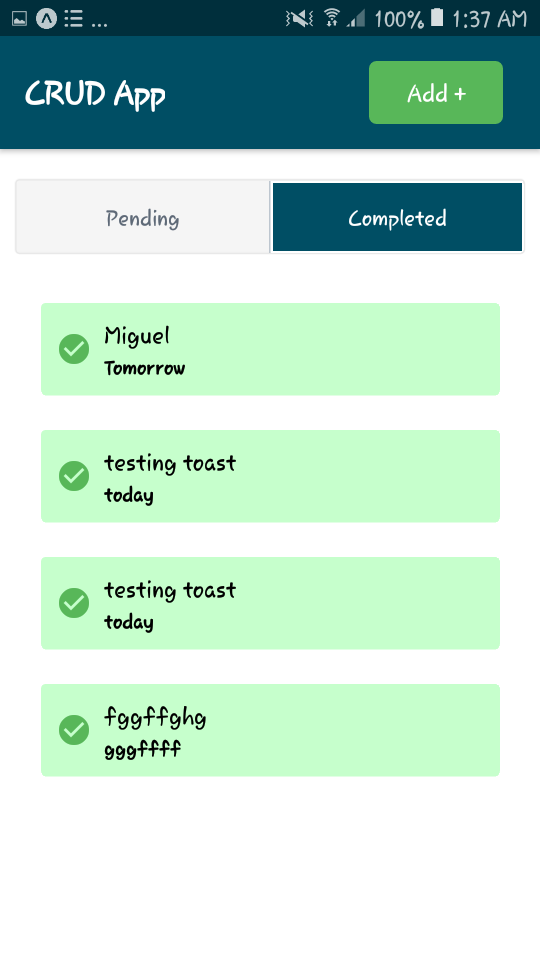 ... 100% 1:37 AM
CRUD App
Add +
Pending
Completed
Miguel
Tomorrow
testing toast
today
testing toast
today
fggffghg
gggffff